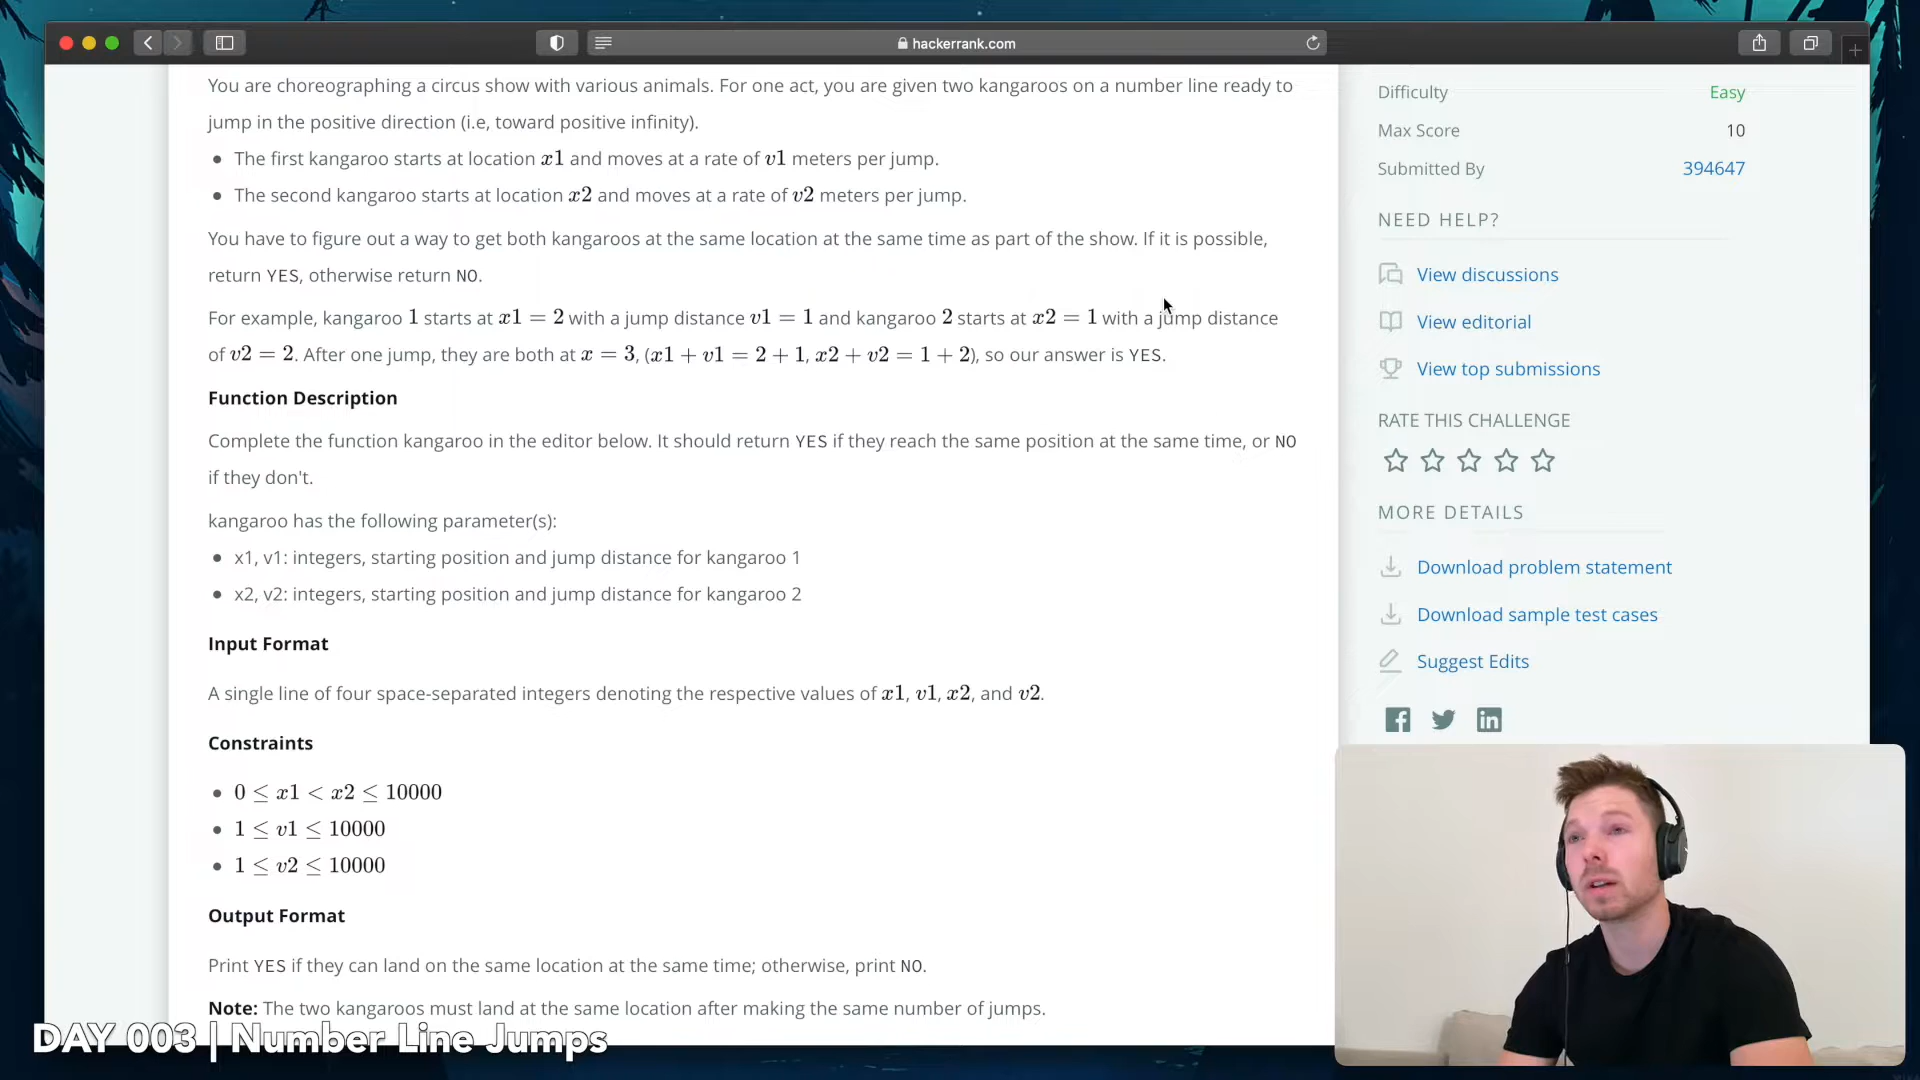 hackerrank.com
You are choreographing a circus show with various animals. For one act, you are given two kangaroos on a number line ready to
jump in the positive direction (i.e, toward positive infinity).
• The first kangaroo starts at location x1 and moves at a rate of v1 meters per jump.
• The second kangaroo starts at location x2 and moves at a rate of v2 meters per jump.
You have to figure out a way to get both kangaroos at the same location at the same time as part of the show. If it is possible,
return YES, otherwise return NO.
For example, kangaroo 1 starts at x1 = 2 with a jump distance v1 = 1 and kangaroo 2 starts at x2 = 1 with a jump distance
of v2 = 2. After one jump, they are both at x = 3, (x1 + v1 = 2 + 1, x2 + v2 = 1 + 2), so our answer is YES.
Function Description
Complete the function kangaroo in the editor below. It should return YES if they reach the same position at the same time, or NO
if they don't.
kangaroo has the following parameter(s):
• x1, v1: integers, starting position and jump distance for kangaroo 1
• x2, v2: integers, starting position and jump distance for kangaroo 2
Input Format
A single line of four space-separated integers denoting the respective values of x1, v1, x2, and v2.
Constraints
• 0 ≤ x1 < x2 ≤ 10000
• 1 ≤ v1 ≤ 10000
• 1 ≤ v2 ≤ 10000
Output Format
Print YES if they can land on the same location at the same time; otherwise, print NO.
Note: The two kangaroos must land at the same location after making the same number of jumps.
Difficulty Easy
Max Score 10
Submitted By 394647
NEED HELP?
View discussions
View editorial
View top submissions
RATE THIS CHALLENGE
MORE DETAILS
Download problem statement
Download sample test cases
Suggest Edits
DAY 003 | Number Line Jumps